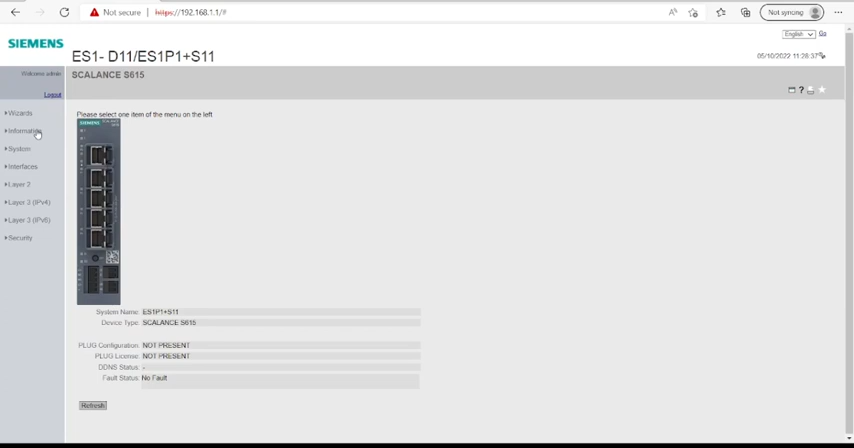 Not secure | https://192.168.1.1/#
Not syncing
SIEMENS
English
Go
ES1- D11/ES1P1+S11
05/10/2022 11:28:37
Welcome admin
SCALANCE S615
Logout
?
Wizards
Please select one item of the menu on the left
SIEMENS
Information
System
Interfaces
Layer 2
Layer 3 (IPv4)
Layer 3 (IPv6)
Security
System Name: ES1P1+S11
Device Type: SCALANCE S615
PLUG Configuration: NOT PRESENT
PLUG License: NOT PRESENT
DDNS Status: -
Fault Status: No Fault
Refresh